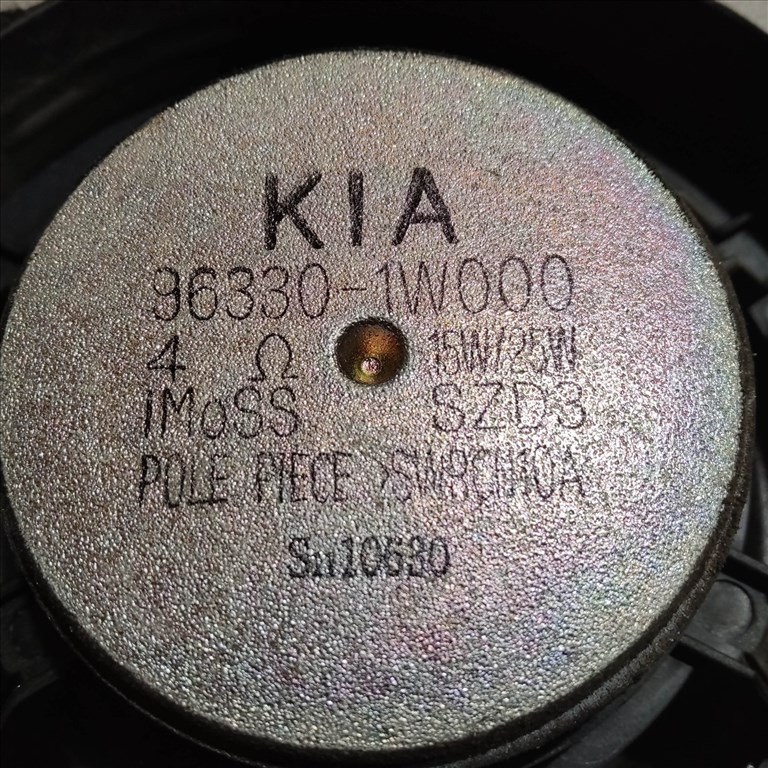 KIA
96330-1W000
4 Ω 15W/25W
iMoSS SZD3
POLE PIECE >SWRCH10A
Sn10630